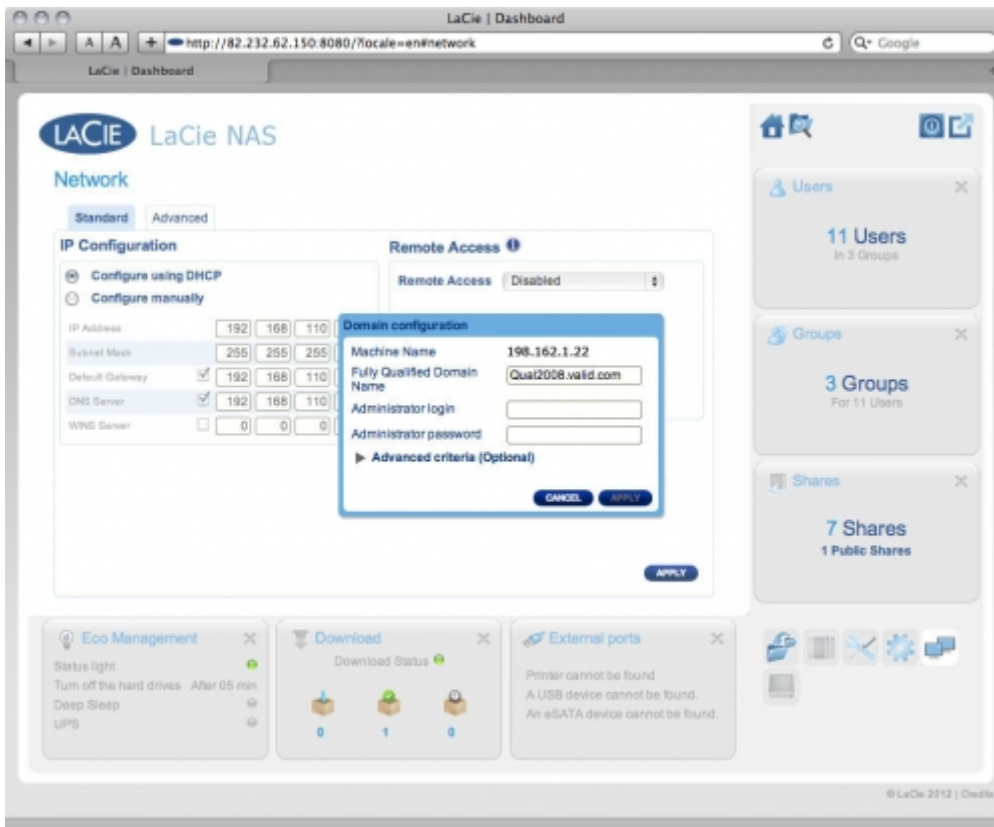 LaCie | Dashboard
A A + http://82.232.62.150:8080/?locale=en#network Google
LaCie | Dashboard
LACIE LaCie NAS
Network
Standard Advanced
IP Configuration
Configure using DHCP
Configure manually
IP Address 192 168 110
Subnet Mask 255 255 255
Default Gateway 192 168 110
DNS Server 192 168 110
WINS Server 0 0 0
Remote Access
Remote Access Disabled
Domain configuration
Machine Name 198.162.1.22
Fully Qualified Domain Name Qual2008.valid.com
Administrator login
Administrator password
Advanced criteria (Optional)
CANCEL APPLY
APPLY
Users
11 Users
In 3 Groups
Groups
3 Groups
For 11 Users
Shares
7 Shares
1 Public Shares
Eco Management
Status light
Turn off the hard drives After 05 min
Deep Sleep
UPS
Download
Download Status
0 1 0
External ports
Printer cannot be found
A USB device cannot be found.
An eSATA device cannot be found.
© LaCie 2012 | Credits